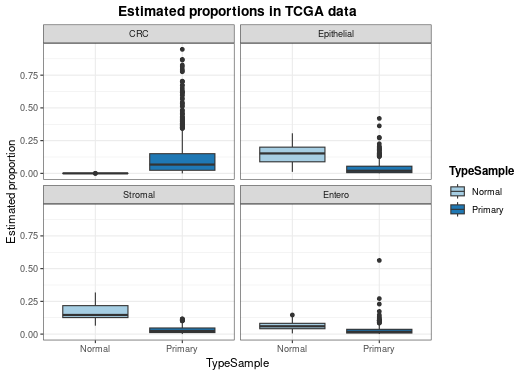 Estimated proportions in TCGA data
CRC
Epithelial
0.75
0.50
0.25
0.00
Stromal
Entero
0.75
0.50
0.25
0.00
Normal
Primary
Normal
Primary
TypeSample
Estimated proportion
TypeSample
Normal
Primary